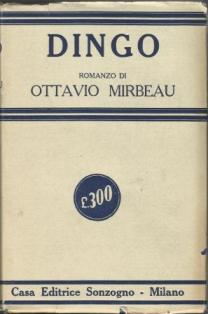 DINGO
ROMANZO DI
OTTAVIO MIRBEAU
£.300
Casa Editrice Sonzogno - Milano